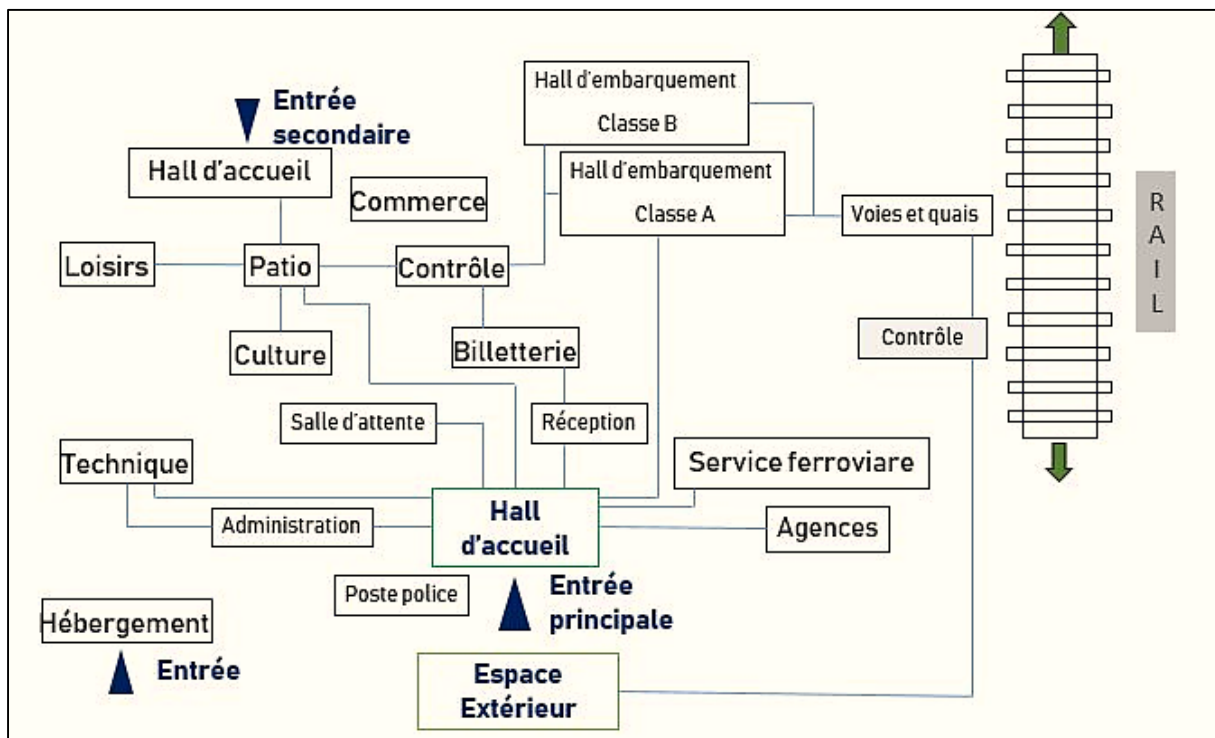 Hall d'embarquement
Classe B
Entrée
secondaire
Hall d'accueil
Hall d'embarquement
Classe A
Commerce
Voies et quais
RAIL
Loisirs
Patio
Contrôle
Contrôle
Culture
Billetterie
Salle d'attente
Réception
Technique
Service ferroviare
Administration
Hall
d'accueil
Agences
Poste police
Entrée
principale
Hébergement
Entrée
Espace
Extérieur